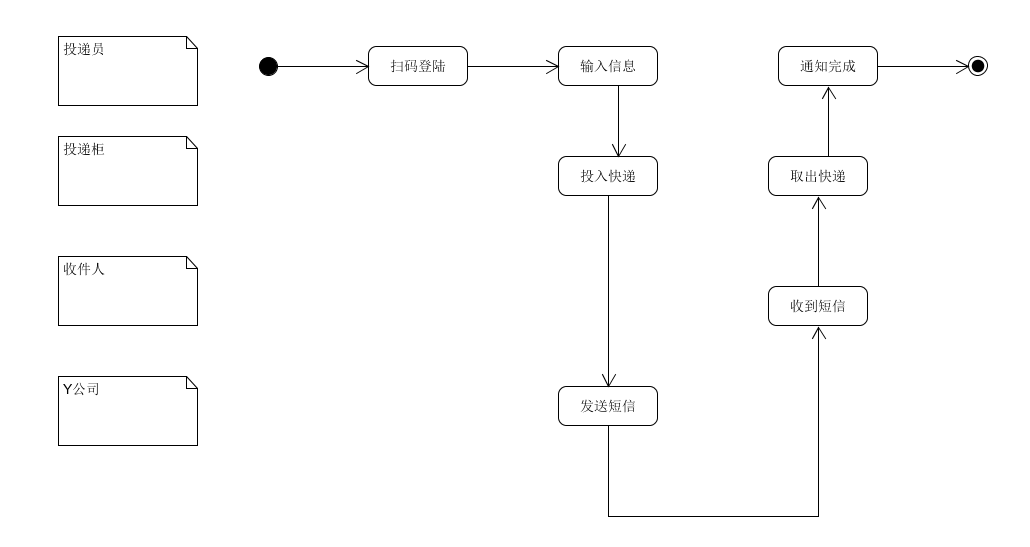 投递员
扫码登陆
输入信息
通知完成
投递柜
投入快递
取出快递
收件人
收到短信
Y公司
发送短信